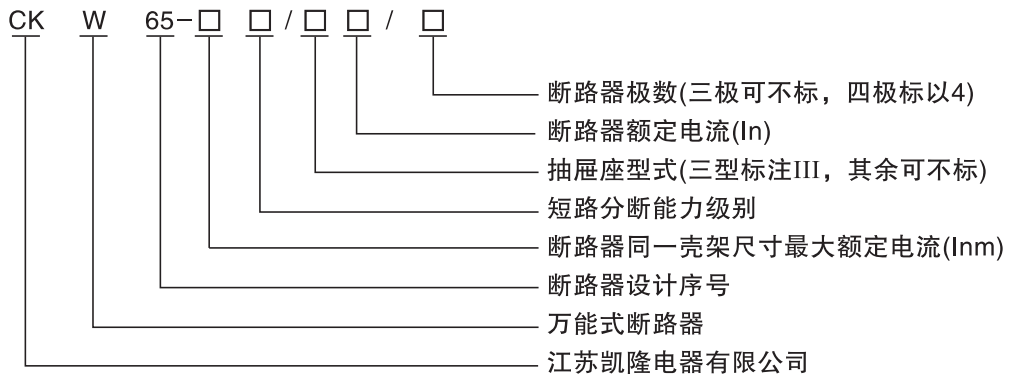 CK W 65-□ □ / □ □ / □
断路器极数(三极可不标，四极标以4)
断路器额定电流(In)
抽屉座型式(三型标注III，其余可不标)
短路分断能力级别
断路器同一壳架尺寸最大额定电流(Inm)
断路器设计序号
万能式断路器
江苏凯隆电器有限公司